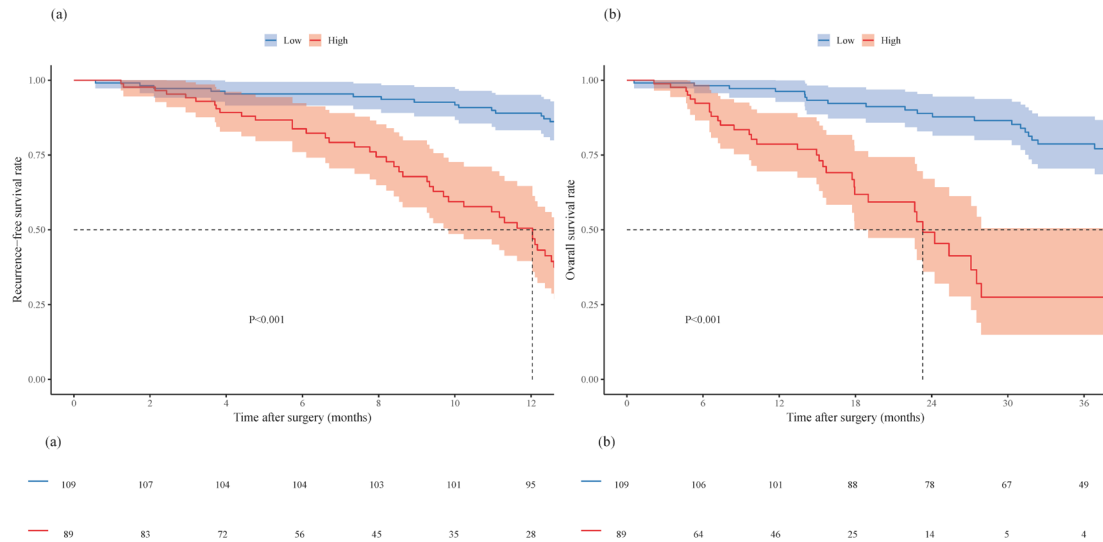 (a)
Low High
Recurrence−free survival rate
1.00
0.75
0.50
0.25
0.00
P<0.001
0 2 4 6 8 10 12
Time after surgery (months)
(b)
Low High
Ovarall survival rate
1.00
0.75
0.50
0.25
0.00
P<0.001
0 6 12 18 24 30 36
Time after surgery (months)
(a)
109 107 104 104 103 101 95
89 83 72 56 45 35 28
(b)
109 106 101 88 78 67 49
89 64 46 25 14 5 4